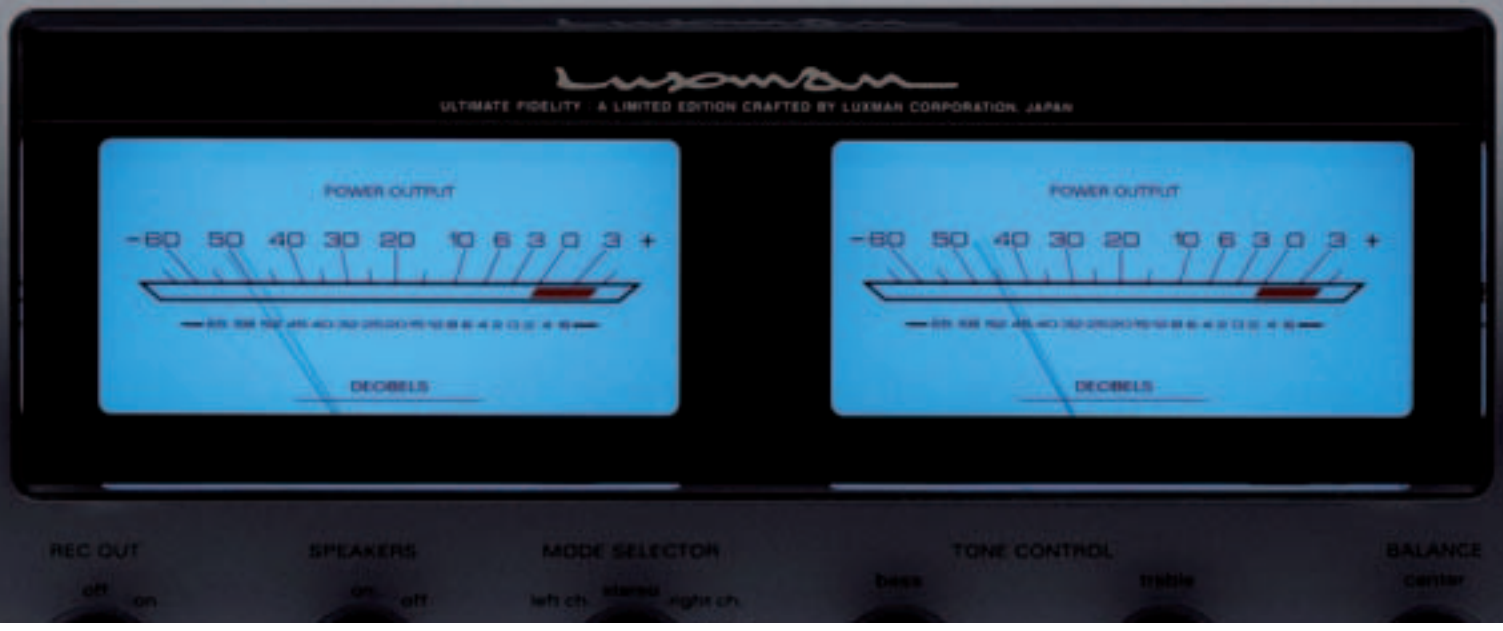 LUXMAN
ULTIMATE FIDELITY · A LIMITED EDITION CRAFTED BY LUXMAN CORPORATION, JAPAN
POWER OUTPUT
-60 50 40 30 20 10 6 3 0 3 +
DECIBELS
POWER OUTPUT
-60 50 40 30 20 10 6 3 0 3 +
DECIBELS
REC OUT
off on
SPEAKERS
on off
MODE SELECTOR
left ch. stereo right ch.
TONE CONTROL
bass treble
BALANCE
center